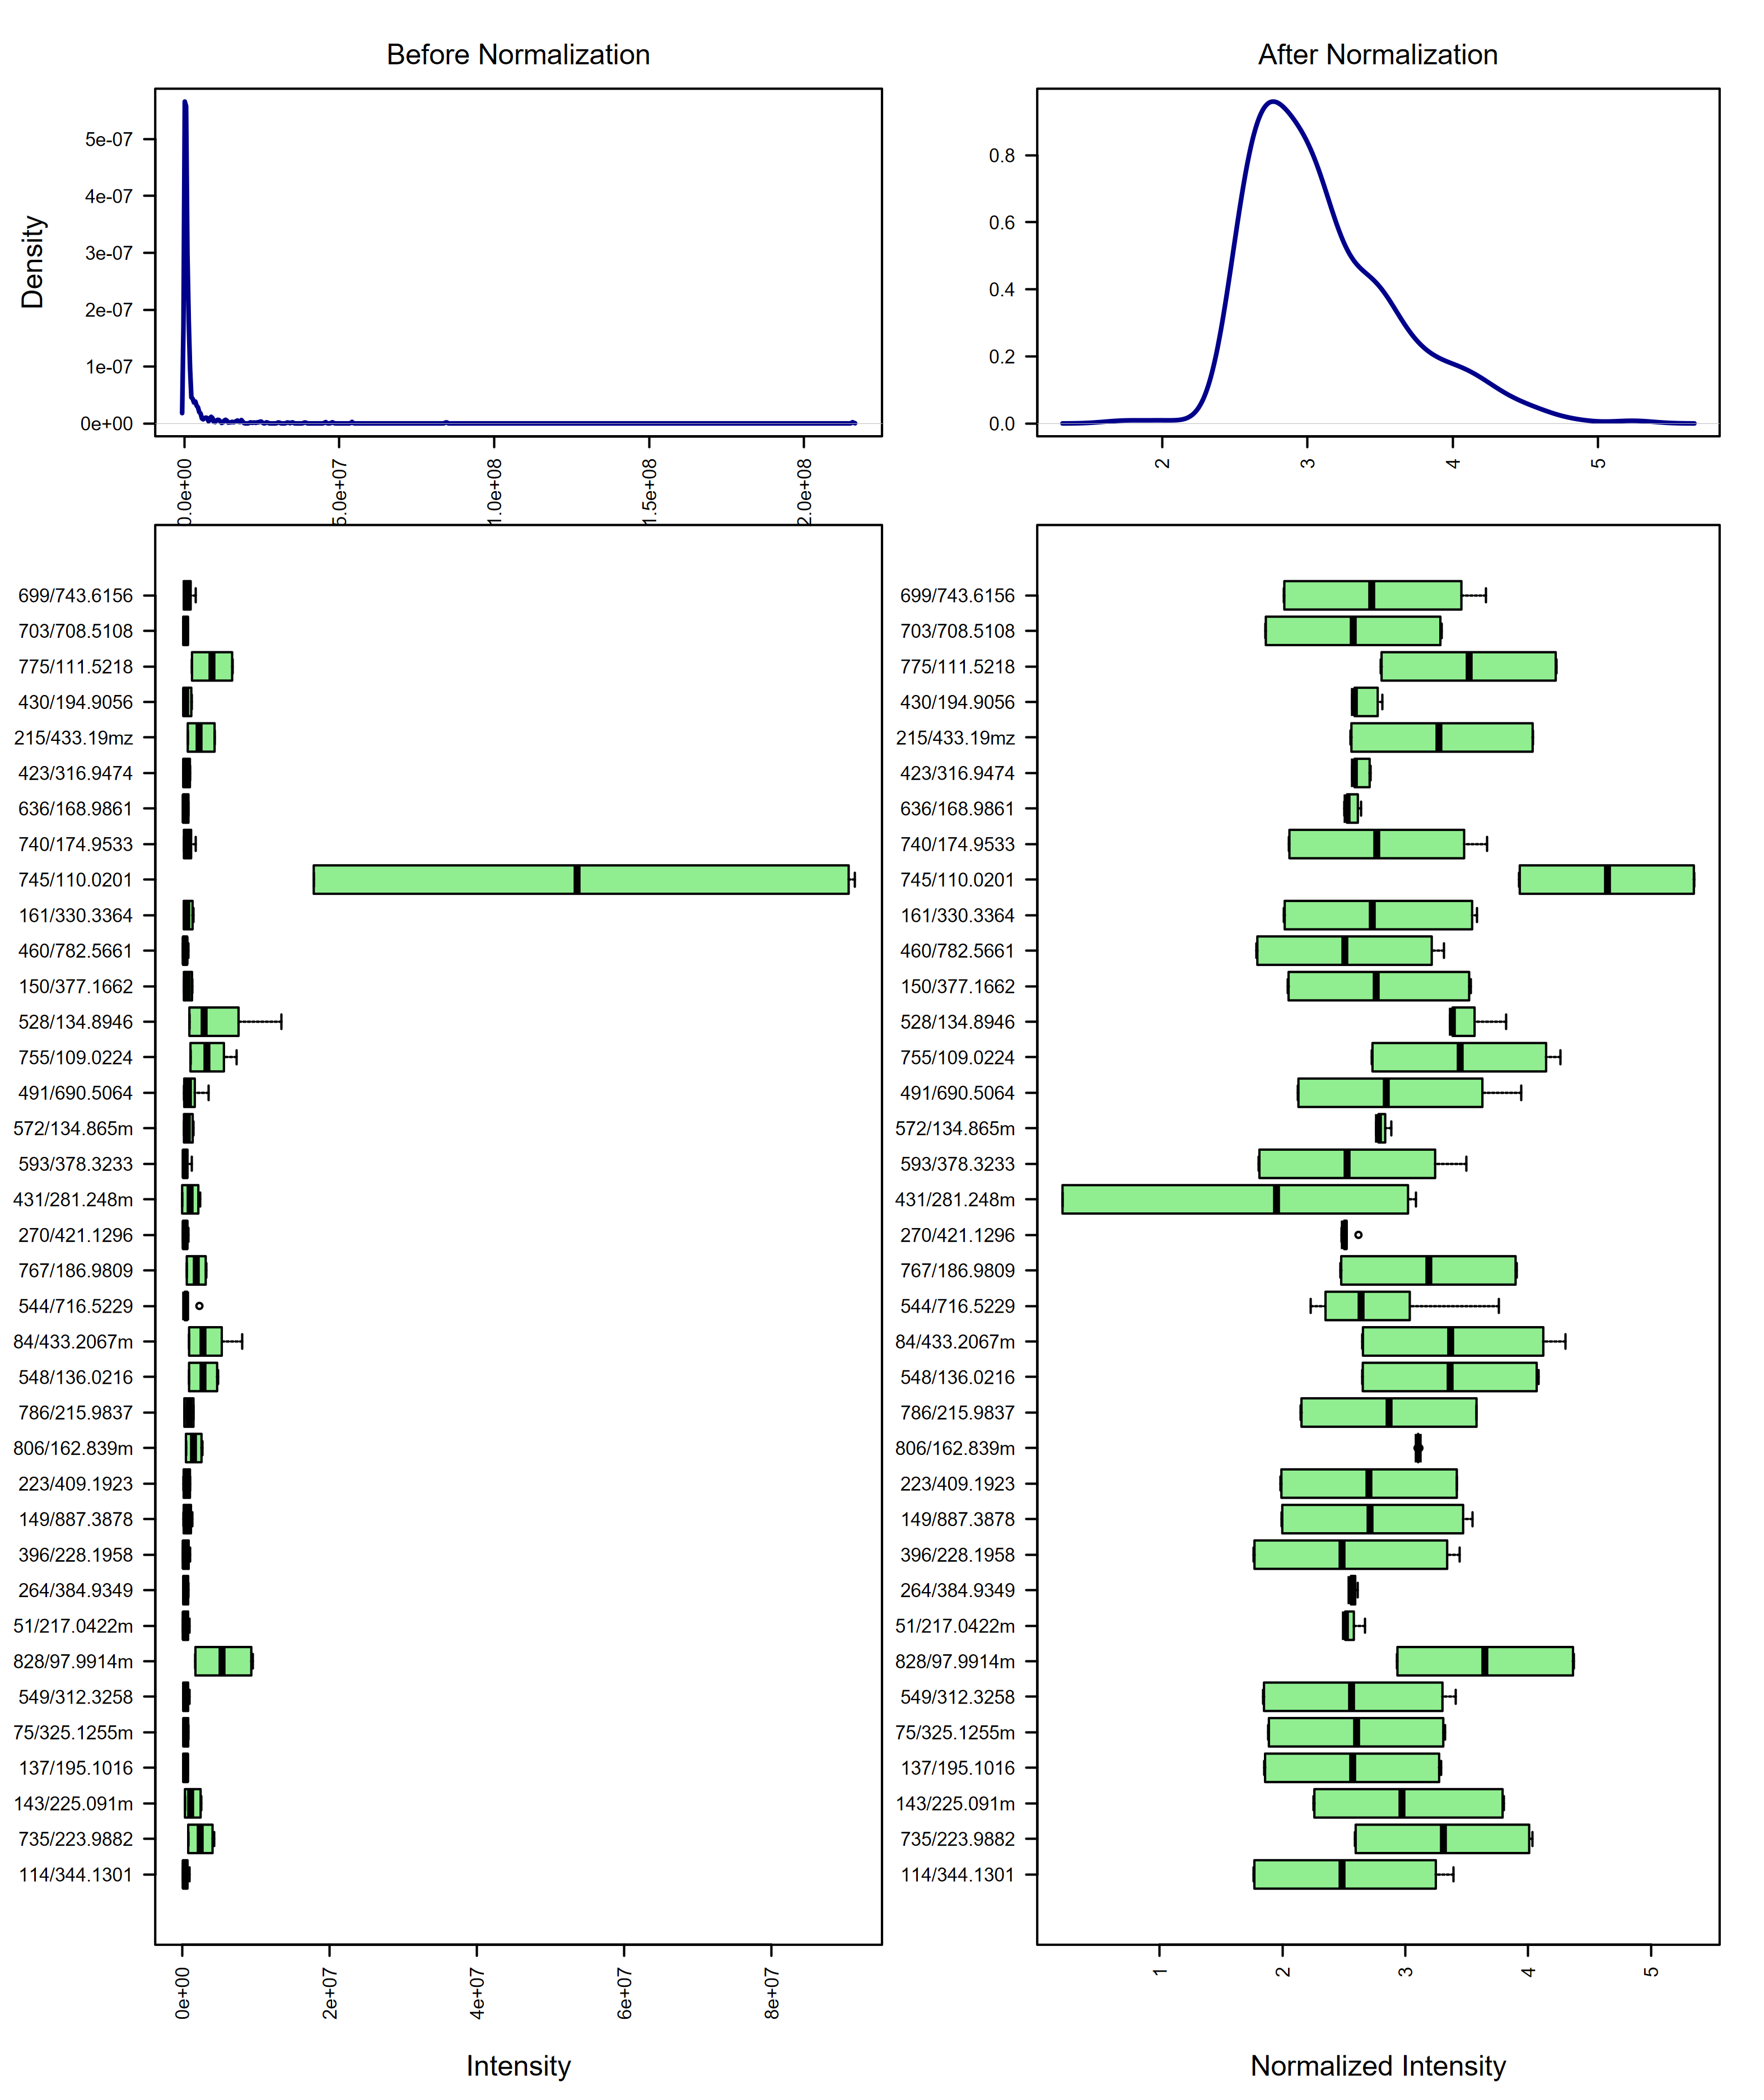 Before Normalization
After Normalization
Density
5e-07
4e-07
3e-07
2e-07
1e-07
0e+00
0.0e+00
5.0e+07
1.0e+08
1.5e+08
2.0e+08
0.8
0.6
0.4
0.2
0.0
2
3
4
5
699/743.6156
703/708.5108
775/111.5218
430/194.9056
215/433.19mz
423/316.9474
636/168.9861
740/174.9533
745/110.0201
161/330.3364
460/782.5661
150/377.1662
528/134.8946
755/109.0224
491/690.5064
572/134.865m
593/378.3233
431/281.248m
270/421.1296
767/186.9809
544/716.5229
84/433.2067m
548/136.0216
786/215.9837
806/162.839m
223/409.1923
149/887.3878
396/228.1958
264/384.9349
51/217.0422m
828/97.9914m
549/312.3258
75/325.1255m
137/195.1016
143/225.091m
735/223.9882
114/344.1301
0e+00
2e+07
4e+07
6e+07
8e+07
Intensity
699/743.6156
703/708.5108
775/111.5218
430/194.9056
215/433.19mz
423/316.9474
636/168.9861
740/174.9533
745/110.0201
161/330.3364
460/782.5661
150/377.1662
528/134.8946
755/109.0224
491/690.5064
572/134.865m
593/378.3233
431/281.248m
270/421.1296
767/186.9809
544/716.5229
84/433.2067m
548/136.0216
786/215.9837
806/162.839m
223/409.1923
149/887.3878
396/228.1958
264/384.9349
51/217.0422m
828/97.9914m
549/312.3258
75/325.1255m
137/195.1016
143/225.091m
735/223.9882
114/344.1301
1
2
3
4
5
Normalized Intensity